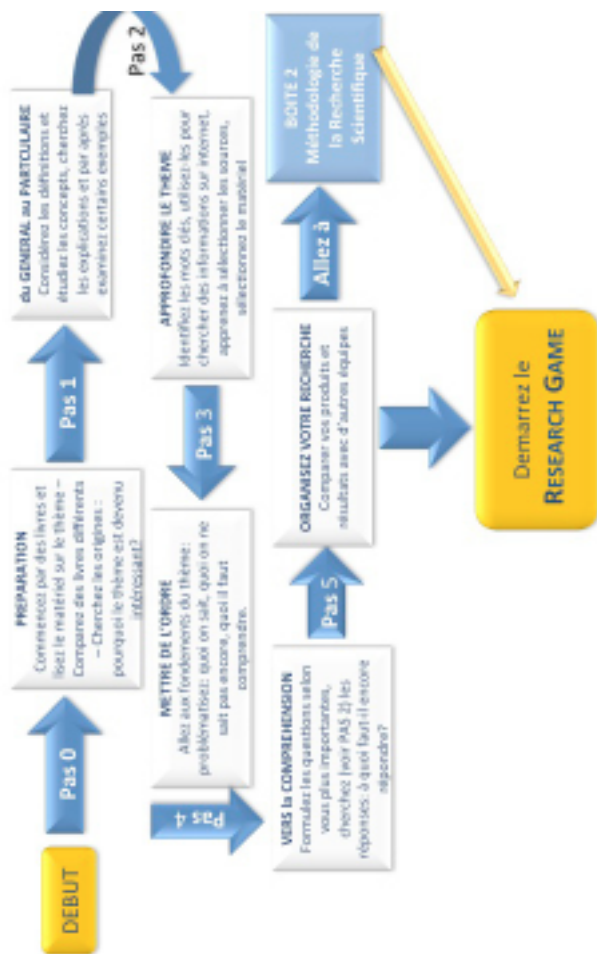 DEBUT
Pas 0
PREPARATION
Commencez par des livres et
lisez le matériel sur le thème –
Comparez des livres différents
– Cherchez les origines :
pourquoi le thème est devenu
intéressant?
Pas 1
du GENERAL au PARTICULAIRE
Considérez les définitions et
étudiez les concepts, cherchez
les explications et par après
examinez certains exemples
Pas 2
APPROFONDIRE LE THEME
Identifiez les mots clés, utilisez-les pour
chercher des informations sur internet,
apprenez à sélectionner les sources,
sélectionnez le matériel
Pas 3
METTRE DE L'ORDRE
Allez aux fondements du thème:
problématisez: quoi on sait, quoi on ne
sait pas encore, quoi il faut
comprendre.
Pas 4
VERS la COMPREHENSION
Formulez les questions selon
vous plus importantes,
cherchez (voir PAS 2) les
réponses: à quoi faut-il encore
répondre?
Pas 5
ORGANISEZ VOTRE RECHERCHE
Comparer vos produits et
résultats avec d'autres équipes
Allez à
BOITE 2
Méthodologie de
la Recherche
Scientifique
Demarrez le
RESEARCH GAME